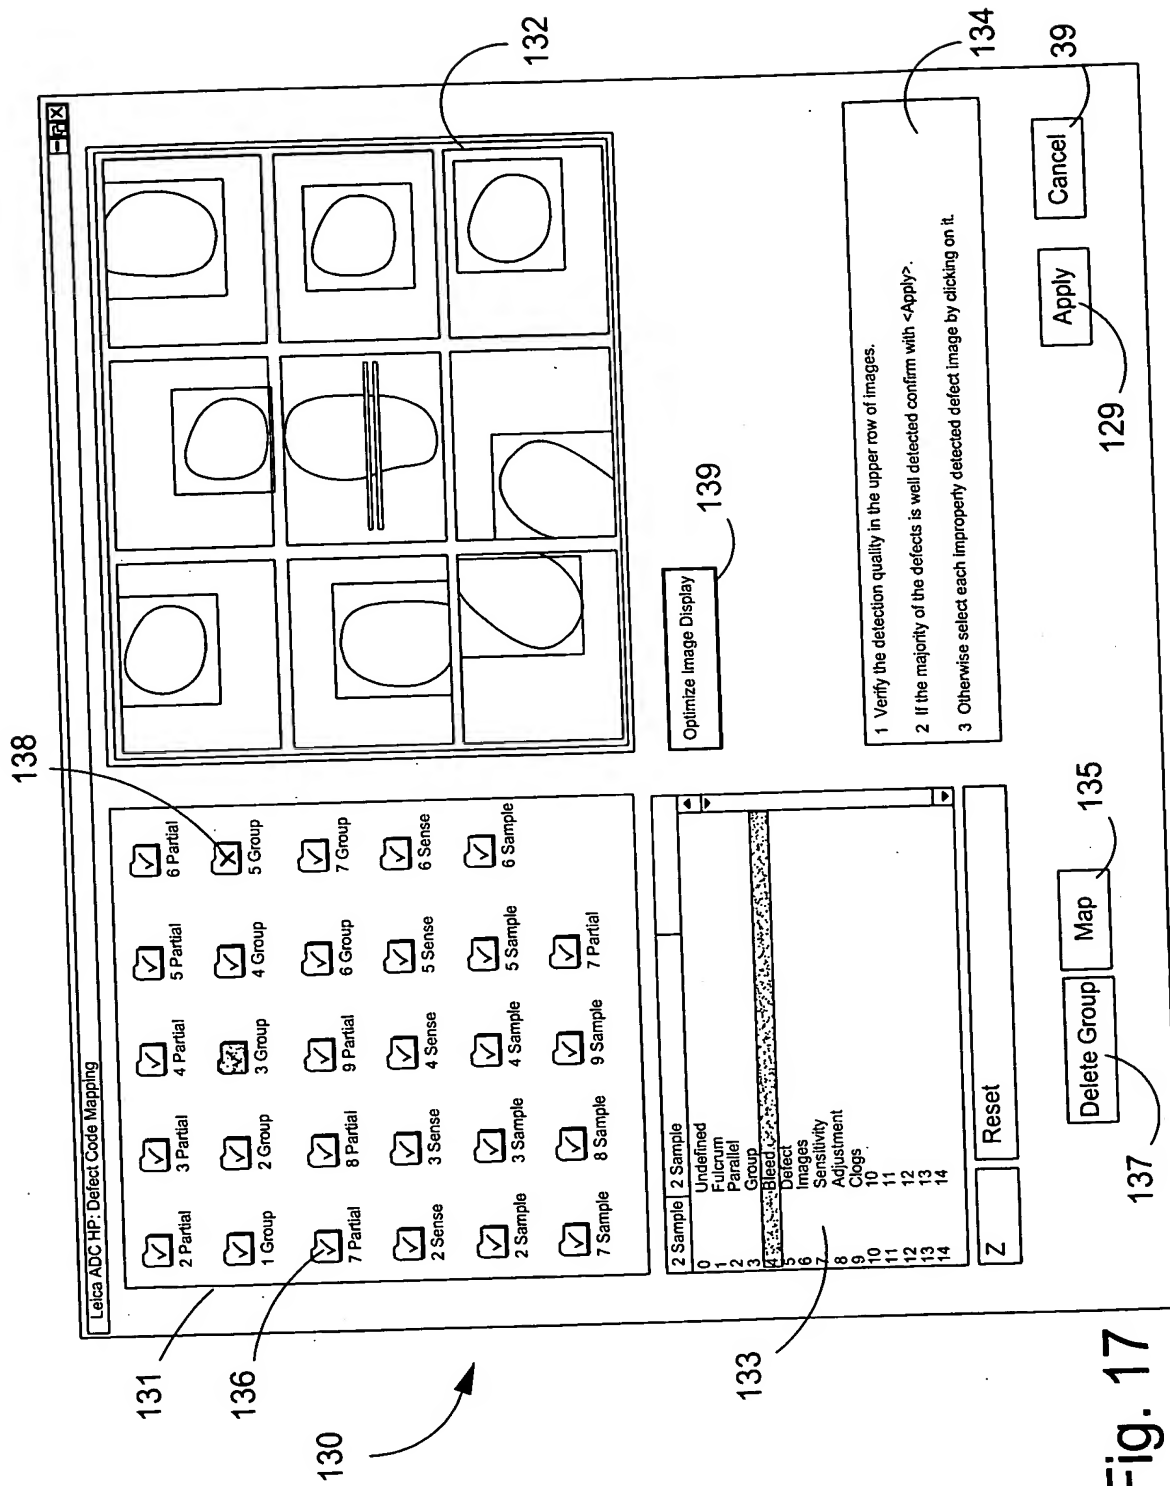 Leica ADC HP: Defect Code Mapping
2 Partial
3 Partial
4 Partial
5 Partial
6 Partial
1 Group
2 Group
3 Group
4 Group
5 Group
7 Partial
8 Partial
9 Partial
6 Group
7 Group
2 Sense
3 Sense
4 Sense
5 Sense
6 Sense
2 Sample
3 Sample
4 Sample
5 Sample
6 Sample
7 Sample
8 Sample
9 Sample
7 Partial
2 Sample 2 Sample
0 Undefined
1 Fulcrum
2 Parallel
3 Group
4 Bleed
5 Defect
6 Images
7 Sensitivity
8 Adjustment
9 Clogs
10 10
11 11
12 12
13 13
14 14
Z
Reset
Optimize Image Display
1 Verify the detection quality in the upper row of images.
2 If the majority of the defects is well detected confirm with <Apply>.
3 Otherwise select each improperly detected defect image by clicking on it.
Delete Group
Map
Apply
Cancel
130
131
136
138
132
133
139
134
137
135
129
39
Fig. 17